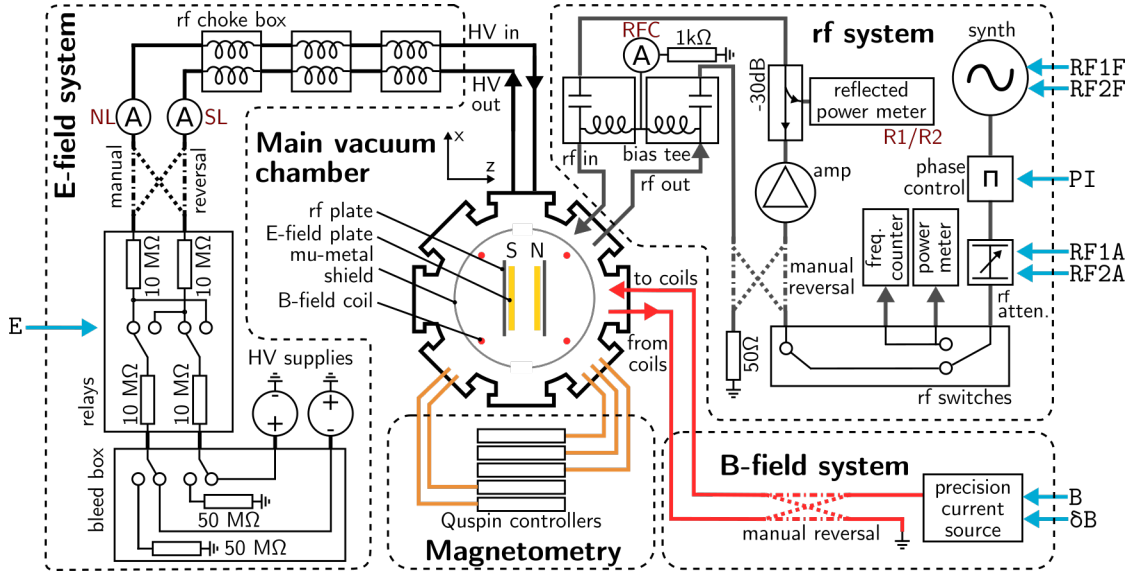 E-field system
rf choke box
HV in
HV
out
NL
A
A
SL
manual
reversal
Main vacuum
chamber
x
z
rf plate
E-field plate
mu-metal
shield
B-field coil
S N
10 MΩ
10 MΩ
E
10 MΩ
10 MΩ
relays
HV supplies
+
-
+
-
bleed box
50 MΩ
50 MΩ
RFC
A
1kΩ
rf system
synth
RF1F
RF2F
-30dB
reflected
power meter
R1/R2
rf in
bias tee
rf out
amp
phase
control
Π
PI
freq.
counter
power
meter
RF1A
RF2A
rf
atten.
manual
reversal
50Ω
rf switches
to coils
from
coils
Quspin controllers
Magnetometry
B-field system
precision
current
source
B
δB
manual reversal